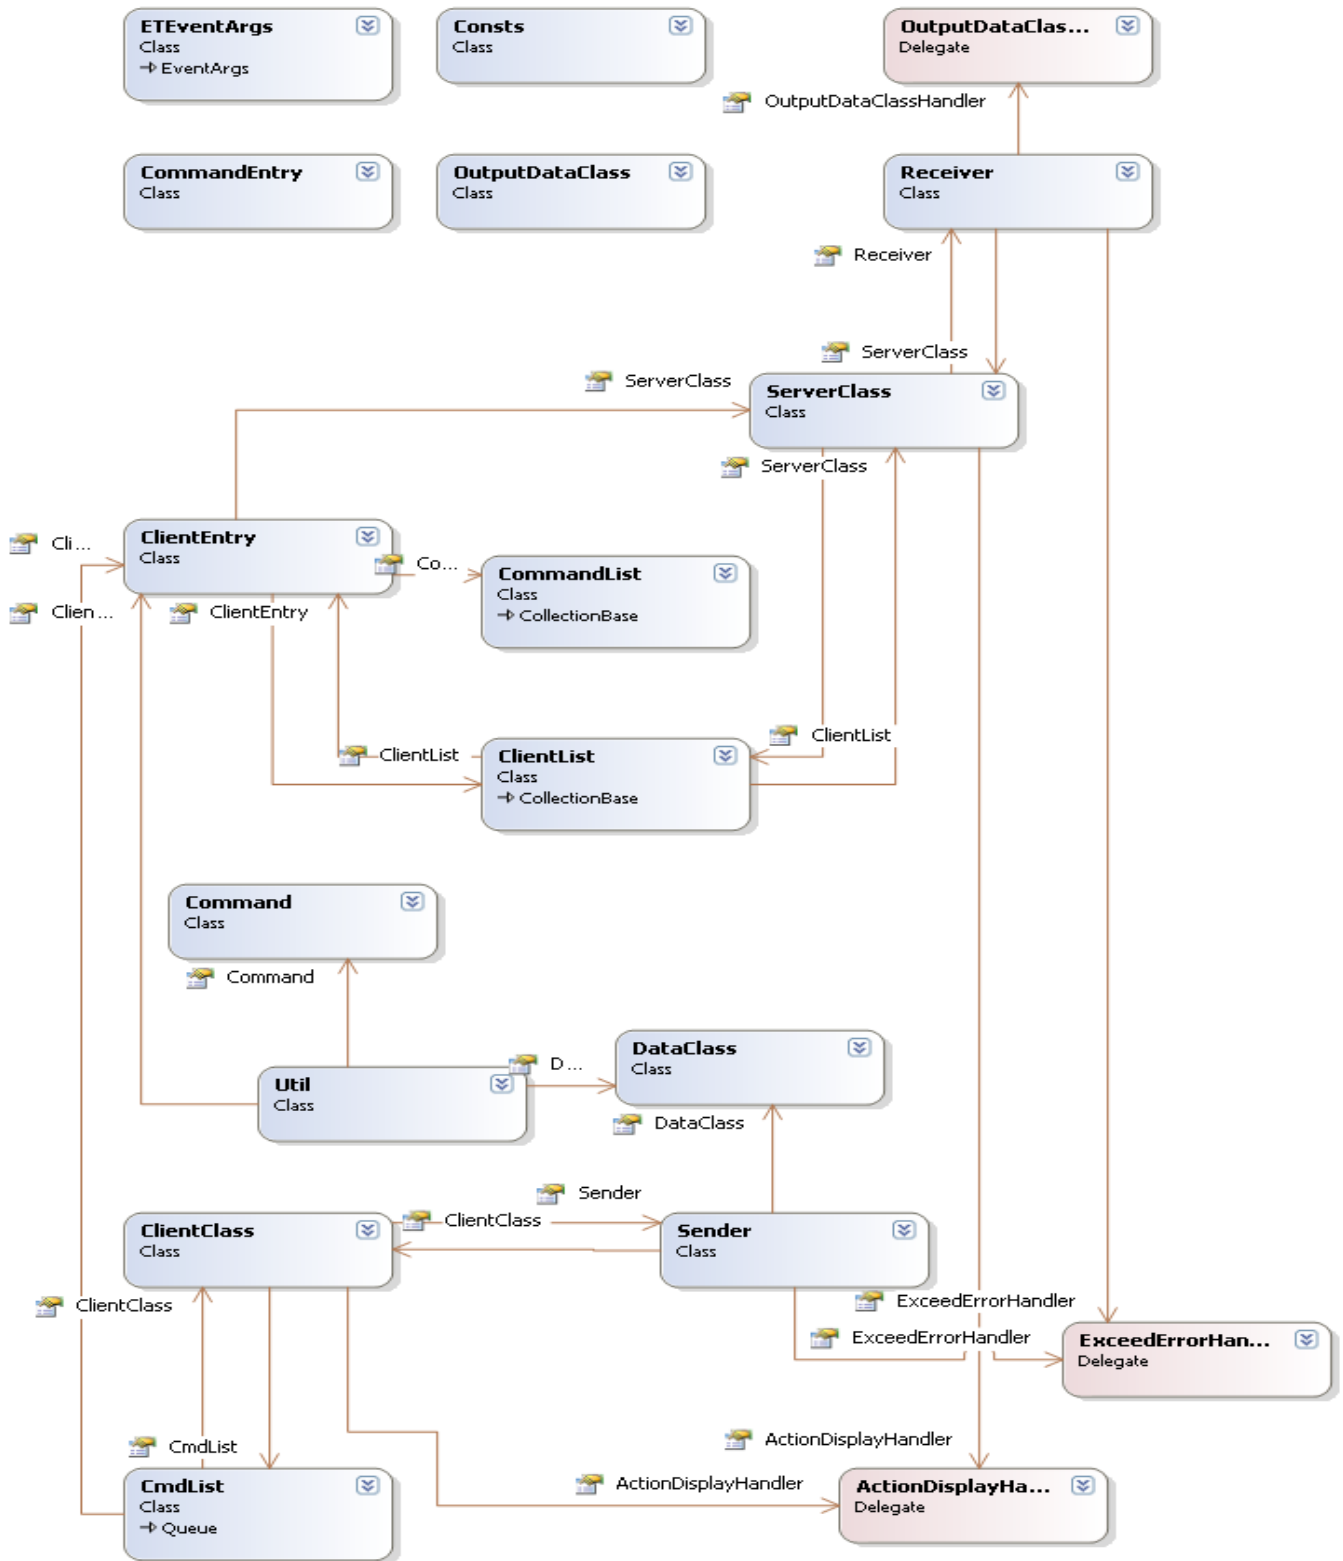 ETEventArgs
Class
EventArgs
Consts
Class
OutputDataClas...
Delegate
OutputDataClassHandler
CommandEntry
Class
OutputDataClass
Class
Receiver
Class
Receiver
ServerClass
ServerClass
ServerClass
Class
ServerClass
ClientEntry
Class
Cli...
Co...
CommandList
Class
CollectionBase
Clien...
ClientEntry
ClientList
ClientList
ClientList
Class
CollectionBase
Command
Class
Command
DataClass
Class
D...
Util
Class
DataClass
Sender
ClientClass
ClientClass
Class
Sender
Class
ClientClass
ExceedErrorHandler
ExceedErrorHandler
ExceedErrorHan...
Delegate
CmdList
ActionDisplayHandler
ActionDisplayHandler
CmdList
Class
Queue
ActionDisplayHa...
Delegate